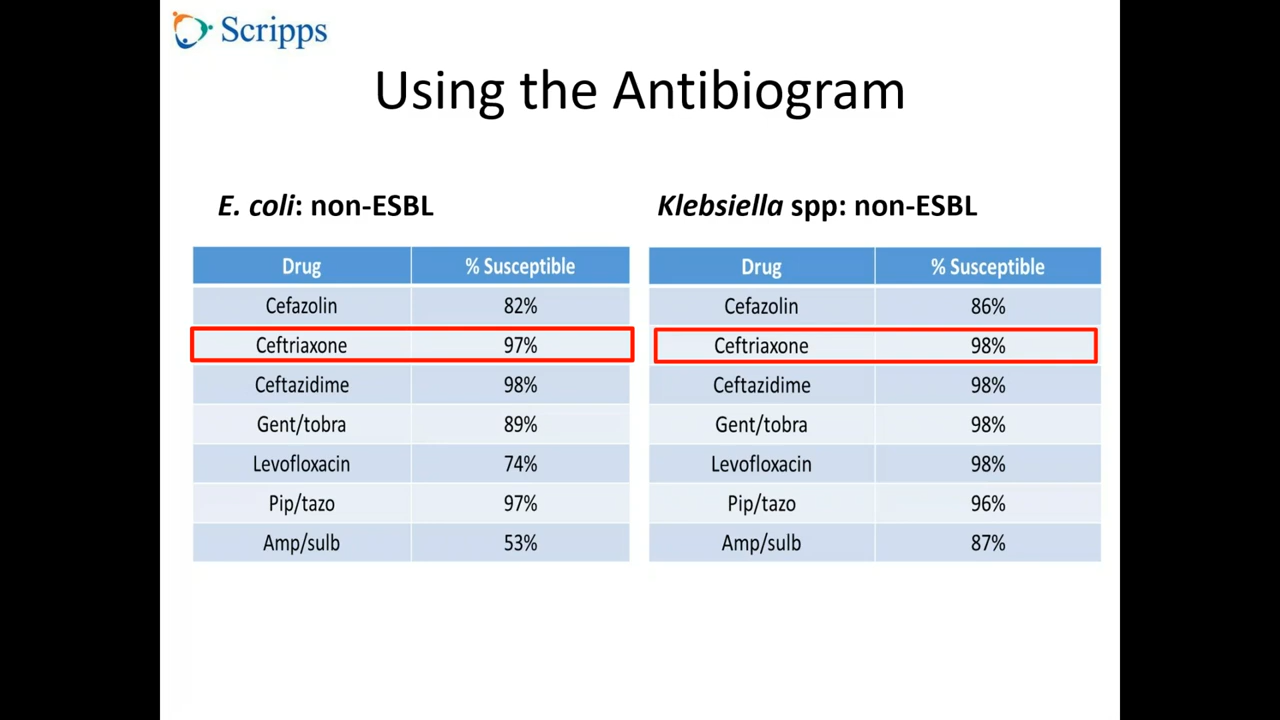 Scripps
Using the Antibiogram
E. coli: non-ESBL
Drug % Susceptible
Cefazolin 82%
Ceftriaxone 97%
Ceftazidime 98%
Gent/tobra 89%
Levofloxacin 74%
Pip/tazo 97%
Amp/sulb 53%
Klebsiella spp: non-ESBL
Drug % Susceptible
Cefazolin 86%
Ceftriaxone 98%
Ceftazidime 98%
Gent/tobra 98%
Levofloxacin 98%
Pip/tazo 96%
Amp/sulb 87%